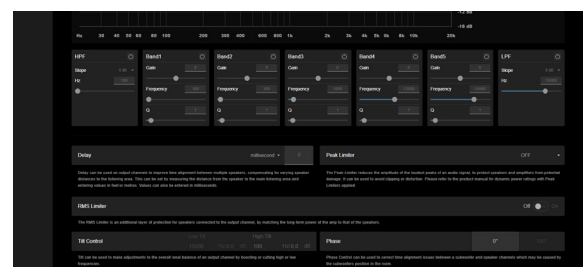 -12 dB
-18 dB
Hz 30 40 50 60 80 100 200 300 400 600 800 1k 2k 3k 4k 5k 6k 8k 10k 20k
HPF Band1 Band2 Band3 Band4 Band5 LPF
Slope Gain Gain Gain Gain Gain Slope
Hz Frequency Frequency Frequency Frequency Frequency Hz
Q Q Q Q Q
Delay millisecond Peak Limiter OFF
Delay can be used on output channels to improve time alignment between multiple speakers, compensating for varying speaker
distances to the listening area. This can be set by measuring the distance from the speaker to the main listening area and
entering values in feet or metres. Values can also be entered in milliseconds.
The Peak Limiter reduces the amplitude of the loudest peaks of an audio signal, to protect speakers and amplifiers from potential
damage. It can be used to avoid clipping or distortion. Please refer to the product manual for dynamic power ratings with Peak
Limiters applied.
RMS Limiter Off On
The RMS Limiter is an additional layer of protection for speakers connected to the output channel, by matching the long-term power of the amp to that of the speakers.
Tilt Control Low Tilt High Tilt Phase 0°
Tilt can be used to make adjustments to the overall tonal balance of an output channel by boosting or cutting high or low
frequencies.
Phase Control can be used to correct time alignment issues between a subwoofer and speaker channels which may be caused by
the subwoofers position in the room.